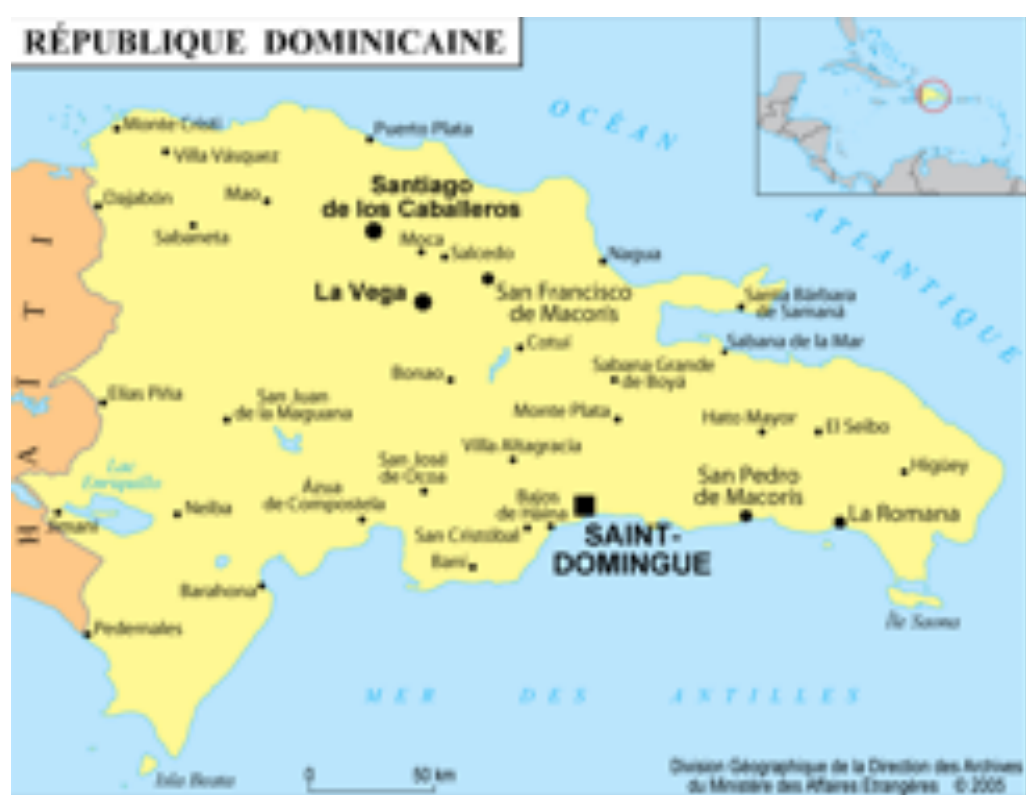 RÉPUBLIQUE DOMINICAINE
OCÉAN
ATLANTIQUE
Monte Cristi
Puerto Plata
Villa Vásquez
Santiago
de los Caballeros
Dajabón
Mao
Sabaneta
Moca
Salcedo
Nagua
La Vega
San Francisco
de Macorís
Santa Bárbara
de Samaná
Cotuí
Sabana de la Mar
Bonao
Sabana Grande
de Boyá
HAÏTI
Elías Piña
San Juan
de la Maguana
Monte Plata
Hato Mayor
El Seibo
Villa Altagracia
San José
de Ocoa
Higüey
Lac
Enriquillo
San Pedro
de Macorís
Jimaní
Neiba
Ázua
de Compostela
Bajos
de Haina
La Romana
San Cristóbal
SAINT-
DOMINGUE
Baní
Barahona
Île Saona
Pedernales
MER DES ANTILLES
Isla Beata
0 50 km
Division Géographique de la Direction des Archives
du Ministère des Affaires Etrangères © 2005